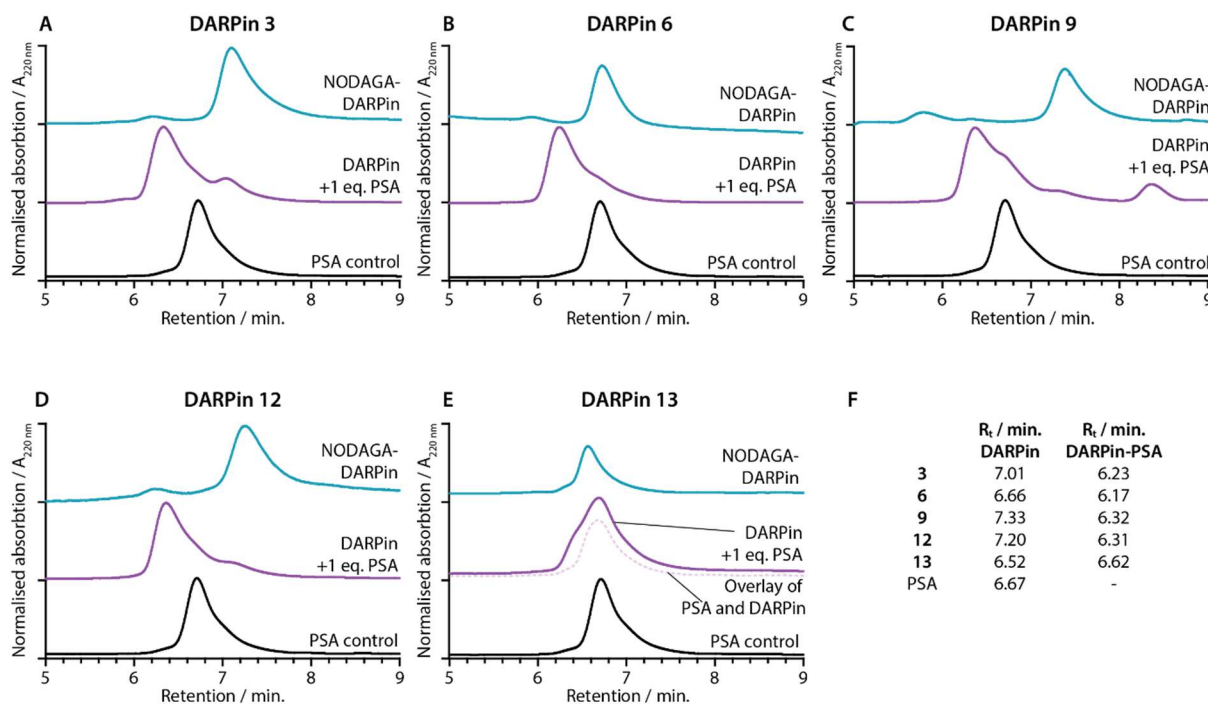 A
DARPin 3
Normalised absorbtion / A220 nm
NODAGA-
DARPin
DARPin
+1 eq. PSA
PSA control
5 6 7 8 9
Retention / min.
B
DARPin 6
Normalised absorbtion / A220 nm
NODAGA-
DARPin
DARPin
+1 eq. PSA
PSA control
5 6 7 8 9
Retention / min.
C
DARPin 9
Normalised absorbtion / A220 nm
NODAGA-
DARPin
DARPin
+1 eq. PSA
PSA control
5 6 7 8 9
Retention / min.
D
DARPin 12
Normalised absorbtion / A220 nm
NODAGA-
DARPin
DARPin
+1 eq. PSA
PSA control
5 6 7 8 9
Retention / min.
E
DARPin 13
Normalised absorbtion / A220 nm
NODAGA-
DARPin
DARPin
+1 eq. PSA
Overlay of
PSA and DARPin
PSA control
5 6 7 8 9
Retention / min.
F
Rt / min. Rt / min.
DARPin DARPin-PSA
3 7.01 6.23
6 6.66 6.17
9 7.33 6.32
12 7.20 6.31
13 6.52 6.62
PSA 6.67 -